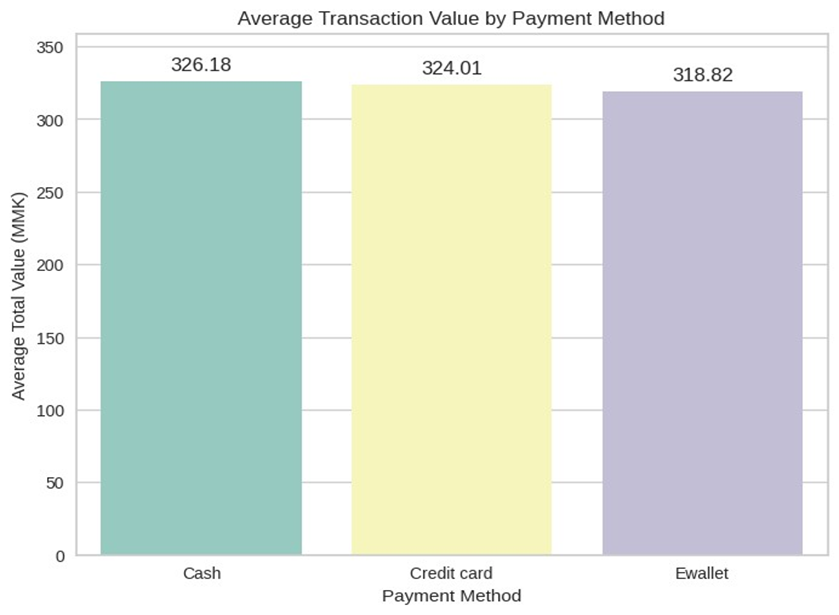 Average Transaction Value by Payment Method
Average Total Value (MMK)
350
300
250
200
150
100
50
0
326.18
324.01
318.82
Cash
Credit card
Ewallet
Payment Method